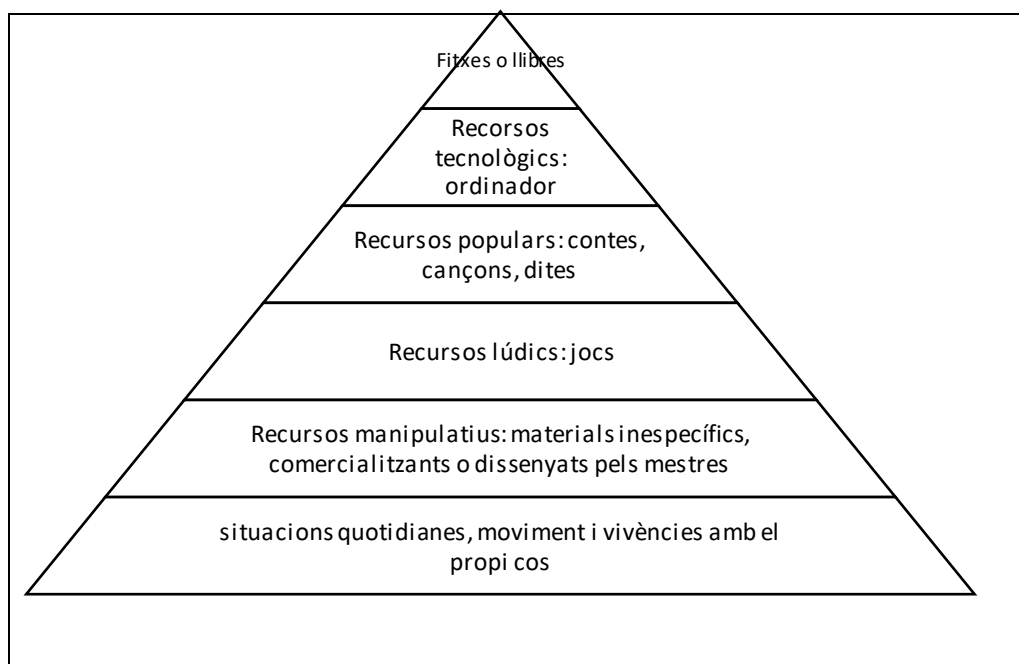 Fitxes o llibres
Recorsos
tecnològics:
ordinador
Recursos populars: contes,
cançons, dites
Recursos lúdics: jocs
Recursos manipulatius: materials inespecífics,
comercialitzants o dissenyats pels mestres
situacions quotidianes, moviment i vivències amb el
propi cos